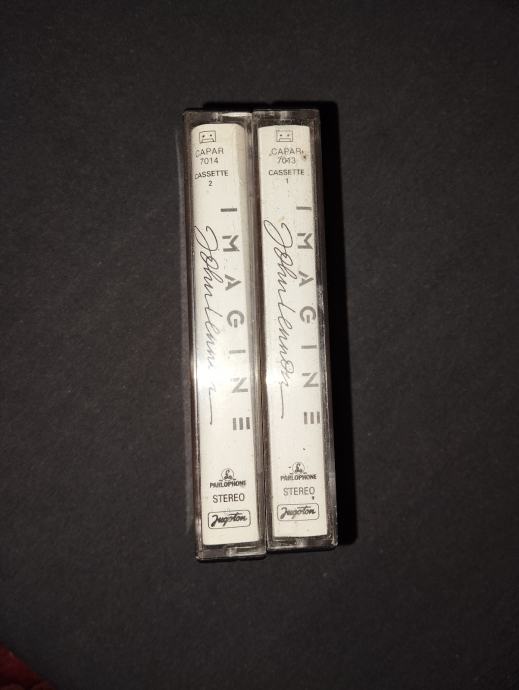 CAPAR
7014
CASSETTE
2
IMAGINE
John Lennon
PARLOPHONE
STEREO
Jugoton
CAPAR
7013
CASSETTE
1
IMAGINE
John Lennon
PARLOPHONE
STEREO
Jugoton